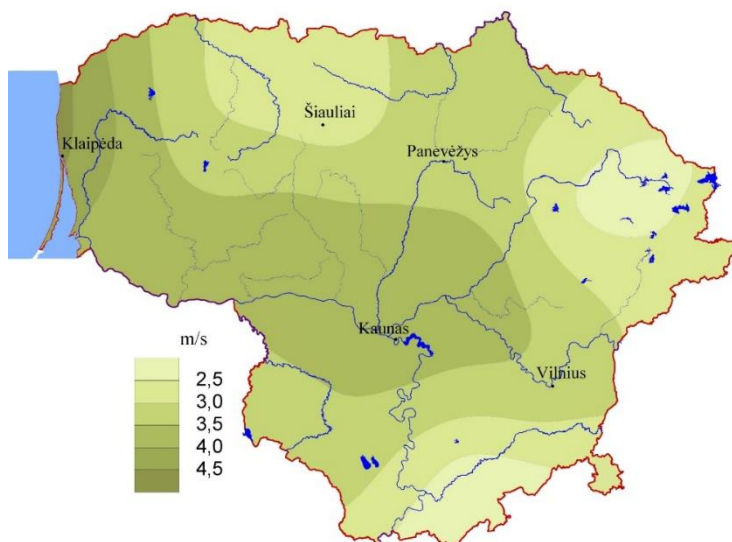 Šiauliai
Klaipėda
Panevėžys
Kaunas
m/s
Vilnius
2,5
3,0
3,5
4,0
4,5